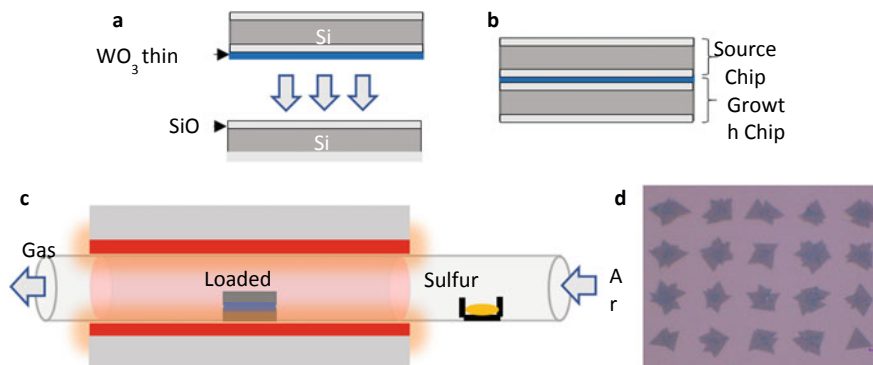 a
Si
WO3 thin
SiO
Si
b
Source
Chip
Growt
h Chip
c
Gas
Loaded
Sulfur
A
r
d